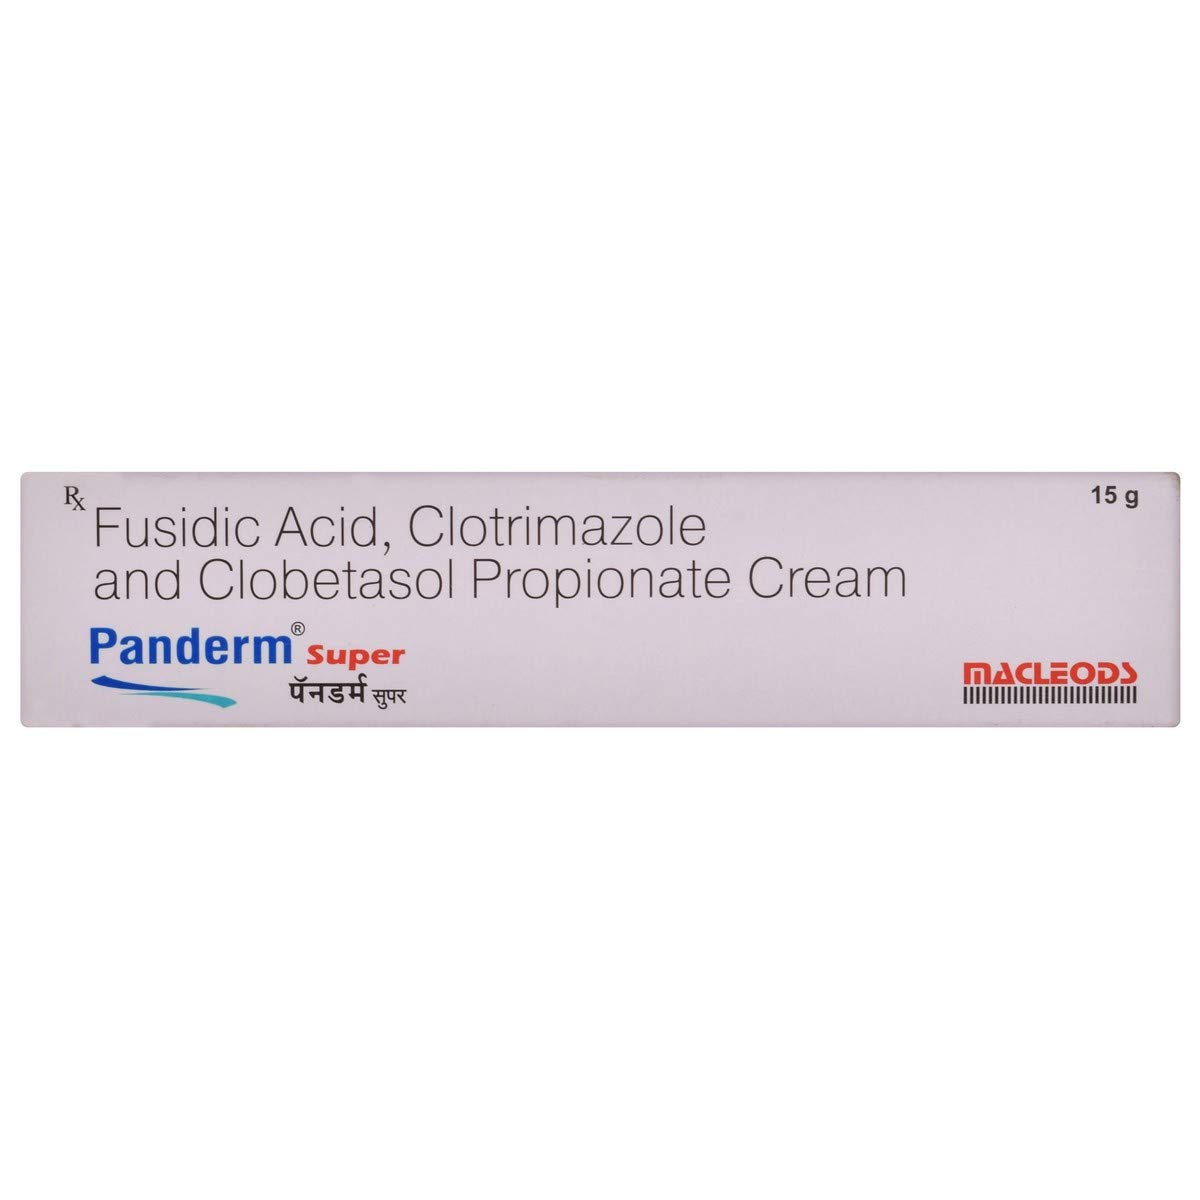 Rx
Fusidic Acid, Clotrimazole
and Clobetasol Propionate Cream
15 g
Panderm® Super
पॅनडर्म सुपर
MACLEODS